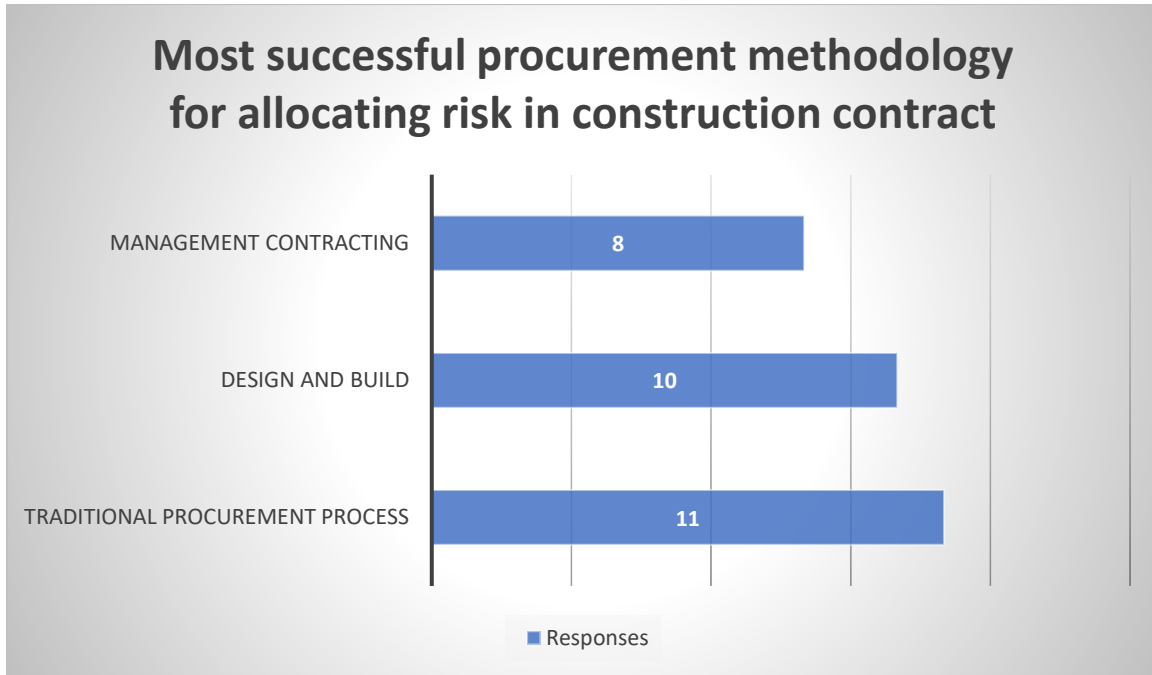 Most successful procurement methodology
for allocating risk in construction contract
MANAGEMENT CONTRACTING
8
DESIGN AND BUILD
10
TRADITIONAL PROCUREMENT PROCESS
11
Responses